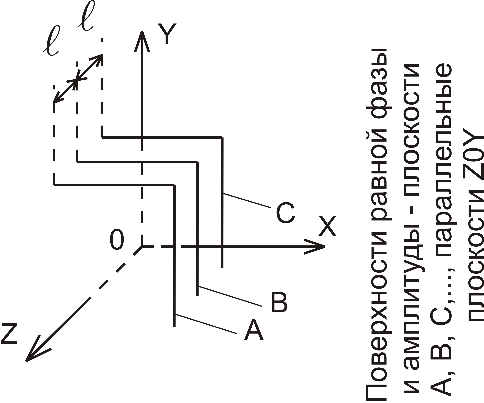 ℓ ℓ
Y
C
X
0
B
A
Z
Поверхности равной фазы
и амплитуды - плоскости
A, B, C,..., параллельные
плоскости Z0Y